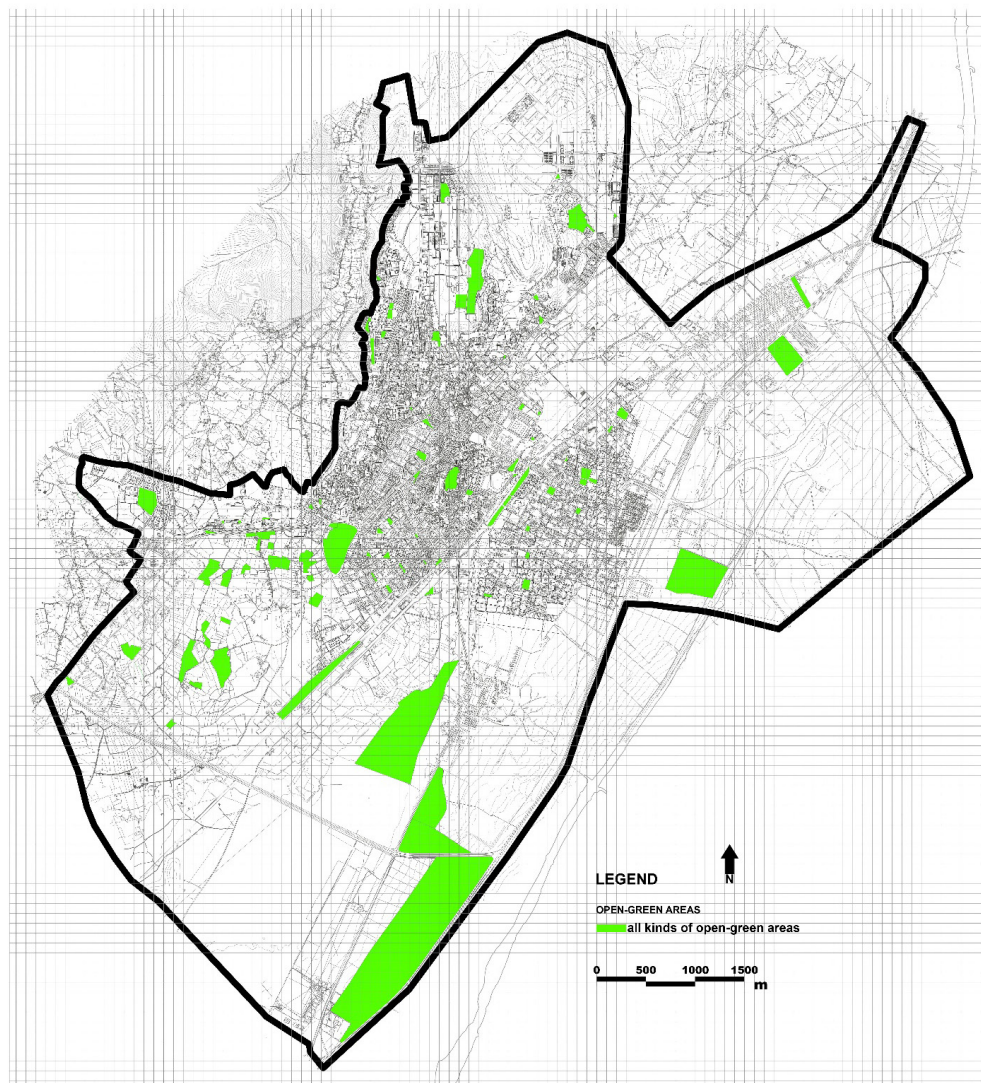 LEGEND
N
OPEN-GREEN AREAS
all kinds of open-green areas
0 500 1000 1500
m